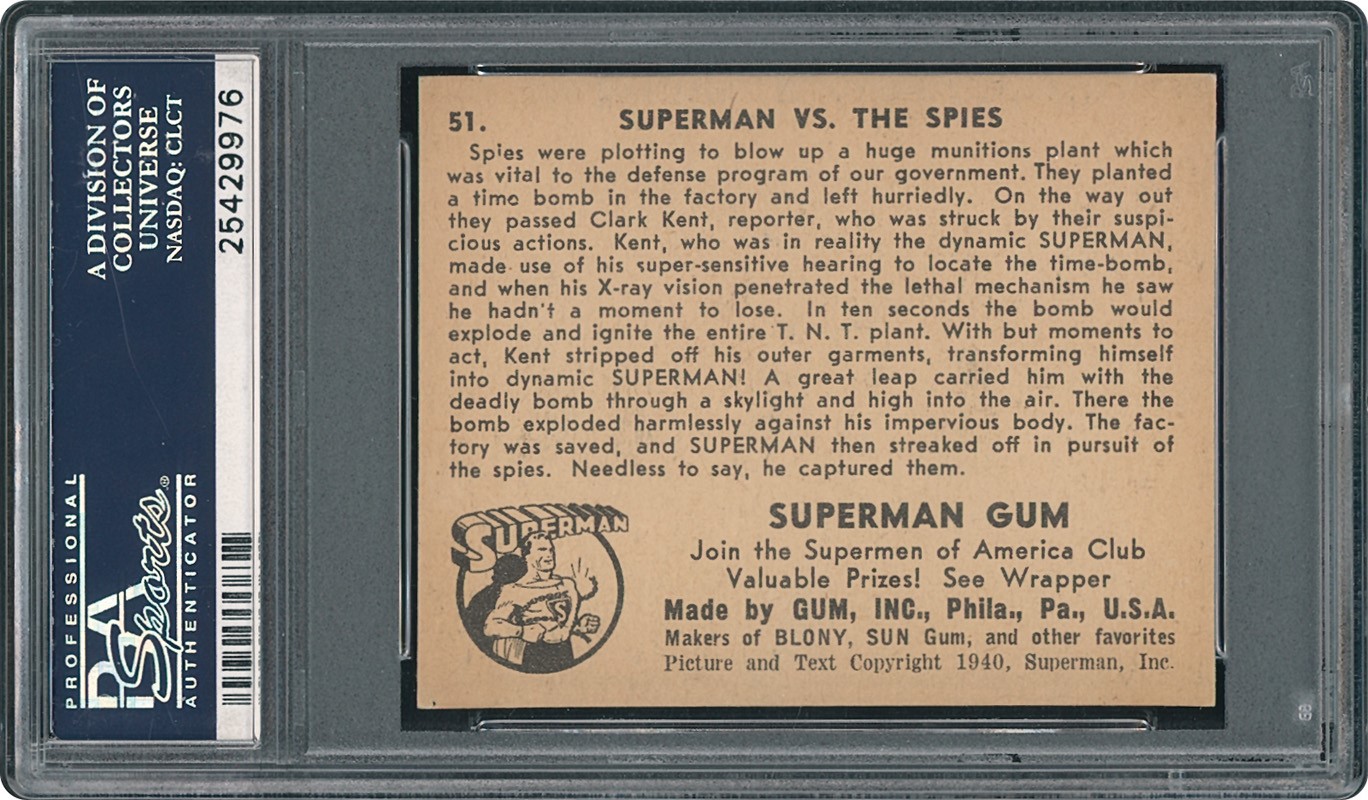 A DIVISION OF
COLLECTORS
UNIVERSE
NASDAQ: CLCT
25429976
PROFESSIONAL
PSA
Sports®
AUTHENTICATOR
51. SUPERMAN VS. THE SPIES
Spies were plotting to blow up a huge munitions plant which
was vital to the defense program of our government. They planted
a time bomb in the factory and left hurriedly. On the way out
they passed Clark Kent, reporter, who was struck by their suspi-
cious actions. Kent, who was in reality the dynamic SUPERMAN,
made use of his super-sensitive hearing to locate the time-bomb,
and when his X-ray vision penetrated the lethal mechanism he saw
he hadn't a moment to lose. In ten seconds the bomb would
explode and ignite the entire T. N. T. plant. With but moments to
act, Kent stripped off his outer garments, transforming himself
into dynamic SUPERMAN! A great leap carried him with the
deadly bomb through a skylight and high into the air. There the
bomb exploded harmlessly against his impervious body. The fac-
tory was saved, and SUPERMAN then streaked off in pursuit of
the spies. Needless to say, he captured them.
SUPERMAN
S
SUPERMAN GUM
Join the Supermen of America Club
Valuable Prizes! See Wrapper
Made by GUM, INC., Phila., Pa., U.S.A.
Makers of BLONY, SUN Gum, and other favorites
Picture and Text Copyright 1940, Superman, Inc.